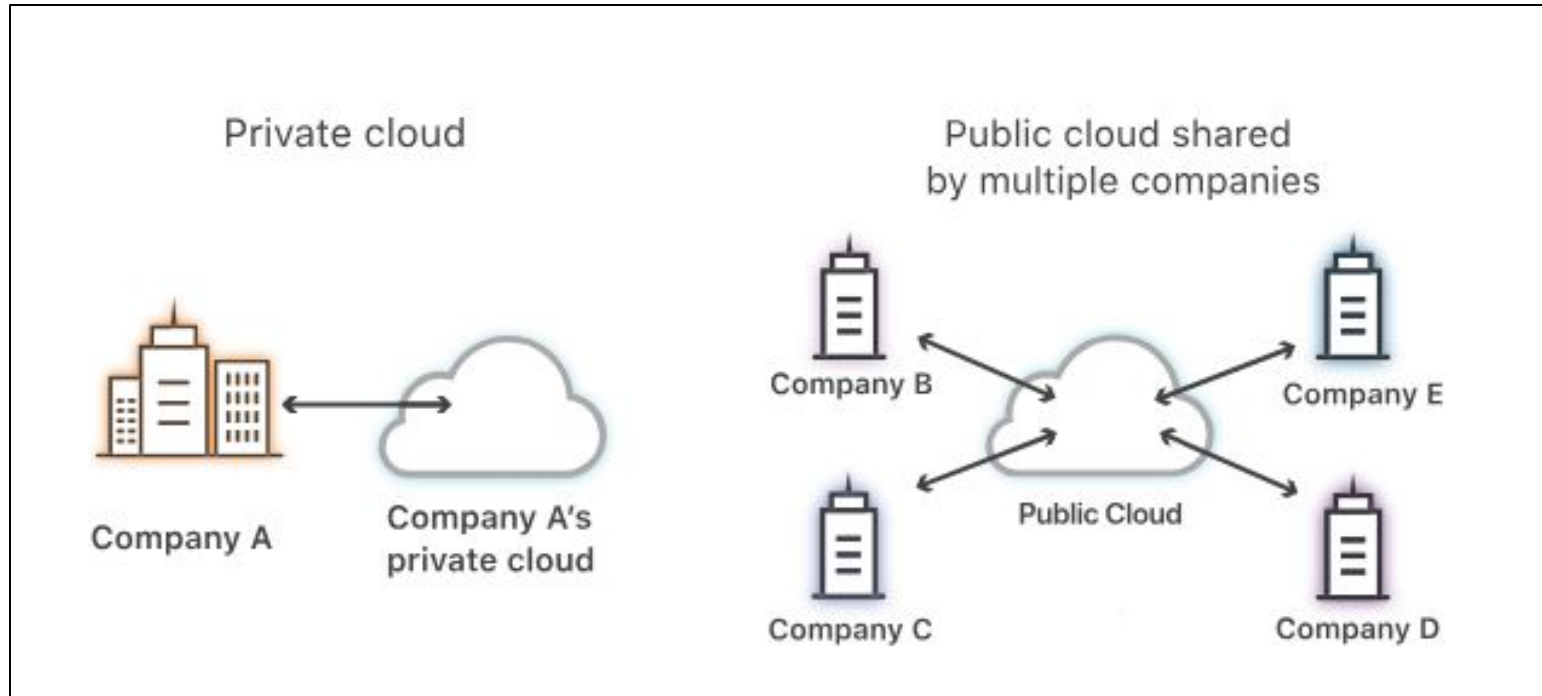 Private cloud
Company A
Company A's
private cloud
Public cloud shared
by multiple companies
Company B
Company E
Public Cloud
Company C
Company D